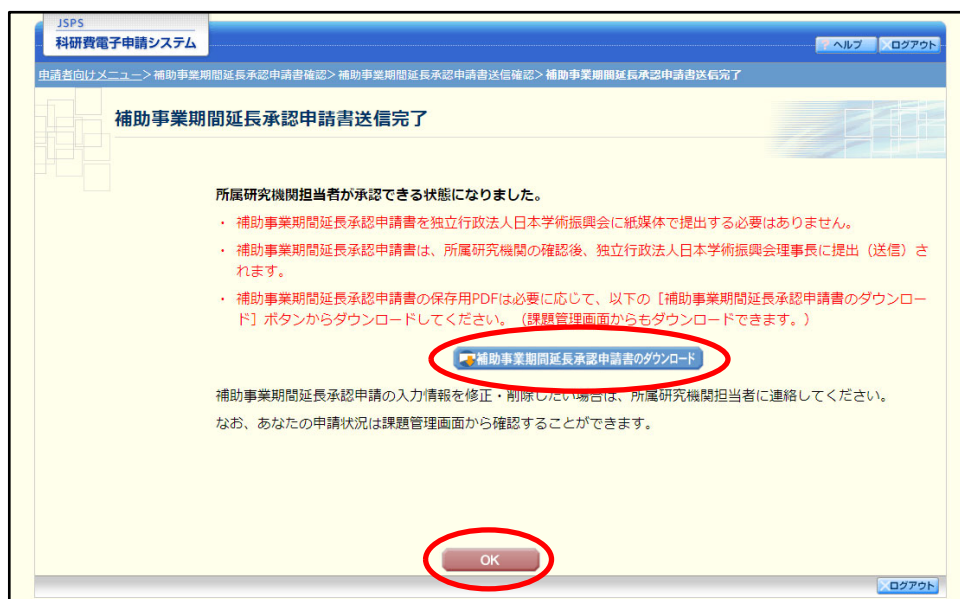 JSPS
科研費電子申請システム
ヘルプ
ログアウト
申請者向けメニュー>補助事業期間延長承認申請書確認>補助事業期間延長承認申請書送信確認>補助事業期間延長承認申請書送信完了
補助事業期間延長承認申請書送信完了
所属研究機関担当者が承認できる状態になりました。
・ 補助事業期間延長承認申請書を独立行政法人日本学術振興会に紙媒体で提出する必要はありません。
・ 補助事業期間延長承認申請書は、所属研究機関の確認後、独立行政法人日本学術振興会理事長に提出（送信）さ
れます。
・ 補助事業期間延長承認申請書の保存用PDFは必要に応じて、以下の［補助事業期間延長承認申請書のダウンロー
ド］ボタンからダウンロードしてください。（課題管理画面からもダウンロードできます。）
補助事業期間延長承認申請書のダウンロード
補助事業期間延長承認申請の入力情報を修正・削除したい場合は、所属研究機関担当者に連絡してください。
なお、あなたの申請状況は課題管理画面から確認することができます。
OK
ログアウト